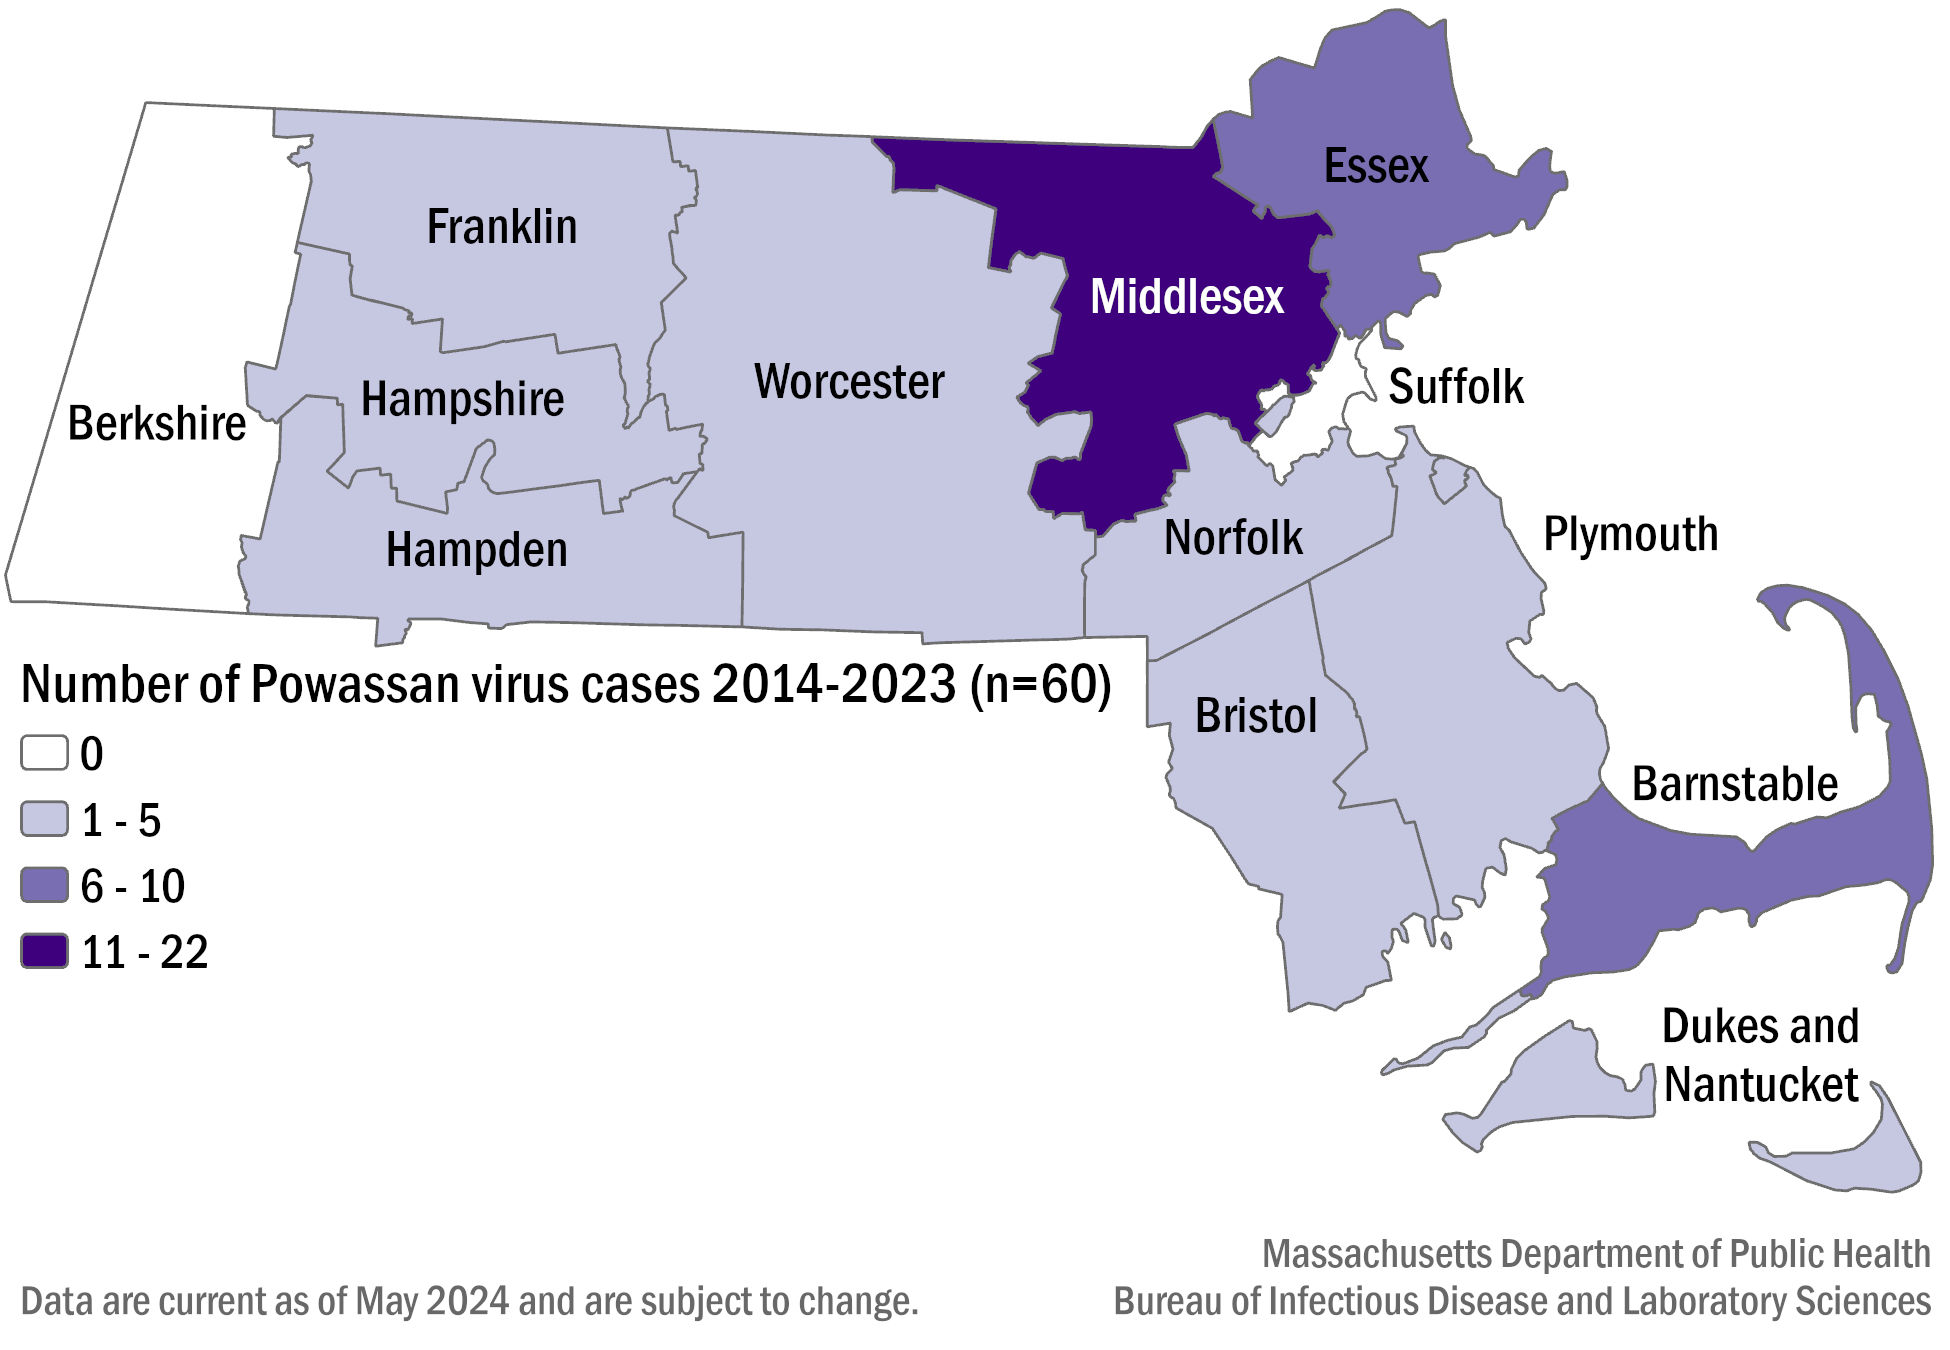 Essex
Franklin
Middlesex
Worcester
Suffolk
Hampshire
Berkshire
Norfolk
Plymouth
Hampden
Number of Powassan virus cases 2014-2023 (n=60)
0
1 - 5
6 - 10
11 - 22
Bristol
Barnstable
Dukes and
Nantucket
Massachusetts Department of Public Health
Data are current as of May 2024 and are subject to change.
Bureau of Infectious Disease and Laboratory Sciences